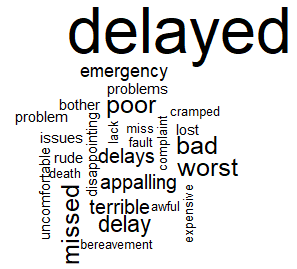 delayed
emergency
problems
bother poor cramped
problem
lack miss lost
issues fault complaint bad
disappointing
rude delays
uncomfortable death worst
appalling
missed terrible awful expensive
delay
bereavement